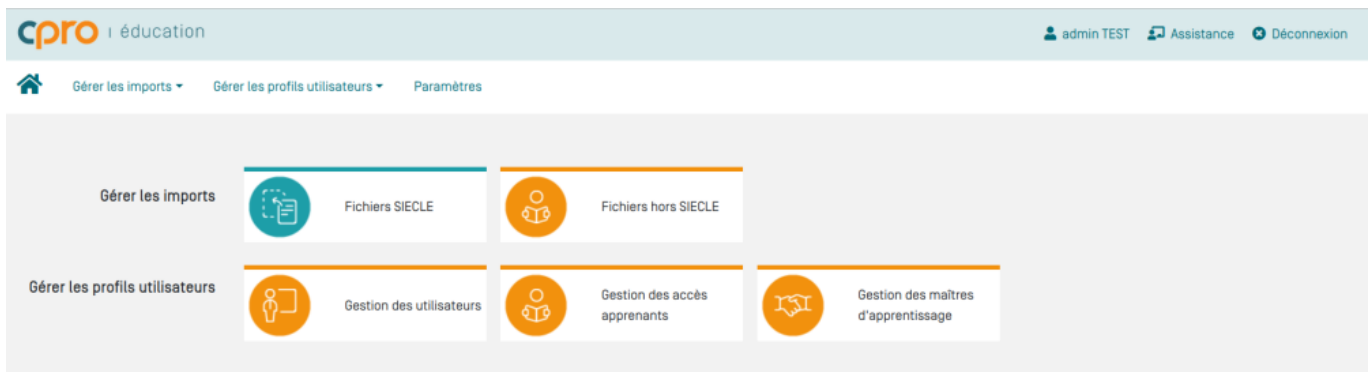 cpro | éducation
admin TEST Assistance Déconnexion
Gérer les imports Gérer les profils utilisateurs Paramètres
Gérer les imports
Fichiers SIECLE
Fichiers hors SIECLE
Gérer les profils utilisateurs
Gestion des utilisateurs
Gestion des accès
apprenants
Gestion des maîtres
d'apprentissage